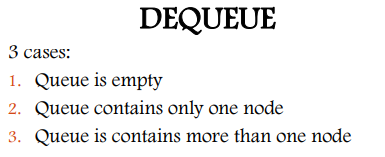 DEQUEUE
3 cases:
1. Queue is empty
2. Queue contains only one node
3. Queue is contains more than one node